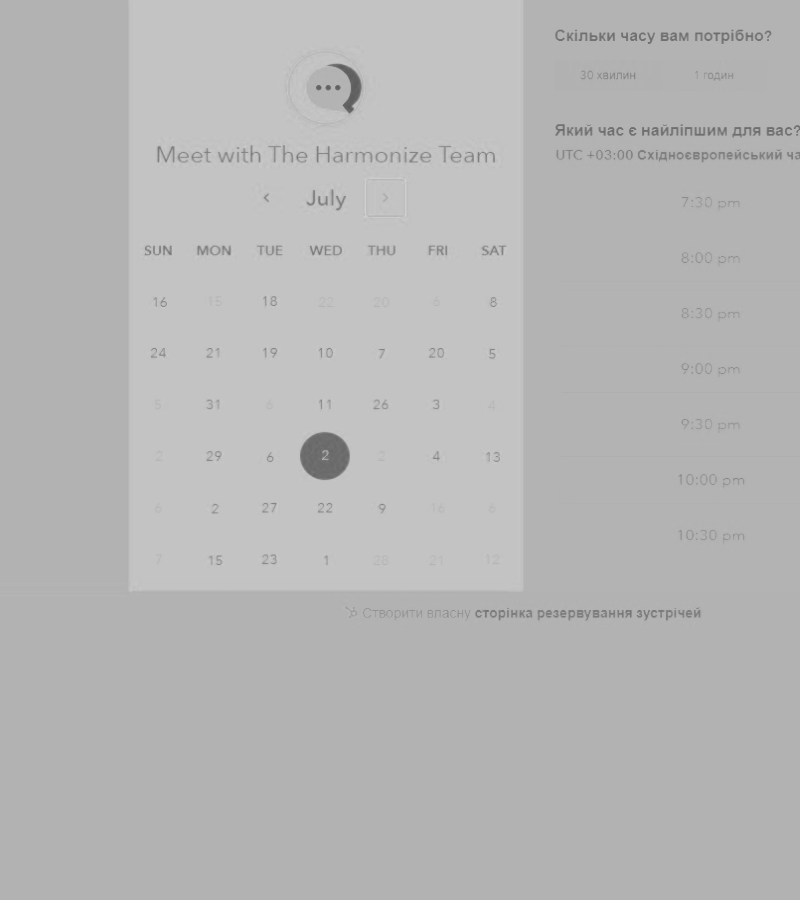 Meet with The Harmonize Team
July
SUN MON TUE WED THU FRI SAT
16 15 18 22 20 6 8
24 21 19 10 7 20 5
5 31 6 11 26 3 4
2 29 6 2 2 4 13
6 2 27 22 9 16 6
7 15 23 1 28 21 12
Скільки часу вам потрібно?
30 хвилин 1 годин
Який час є найліпшим для вас?
UTC +03:00 Східноєвропейський ча
7:30 pm
8:00 pm
8:30 pm
9:00 pm
9:30 pm
10:00 pm
10:30 pm
Створити власну сторінка резервування зустрічей